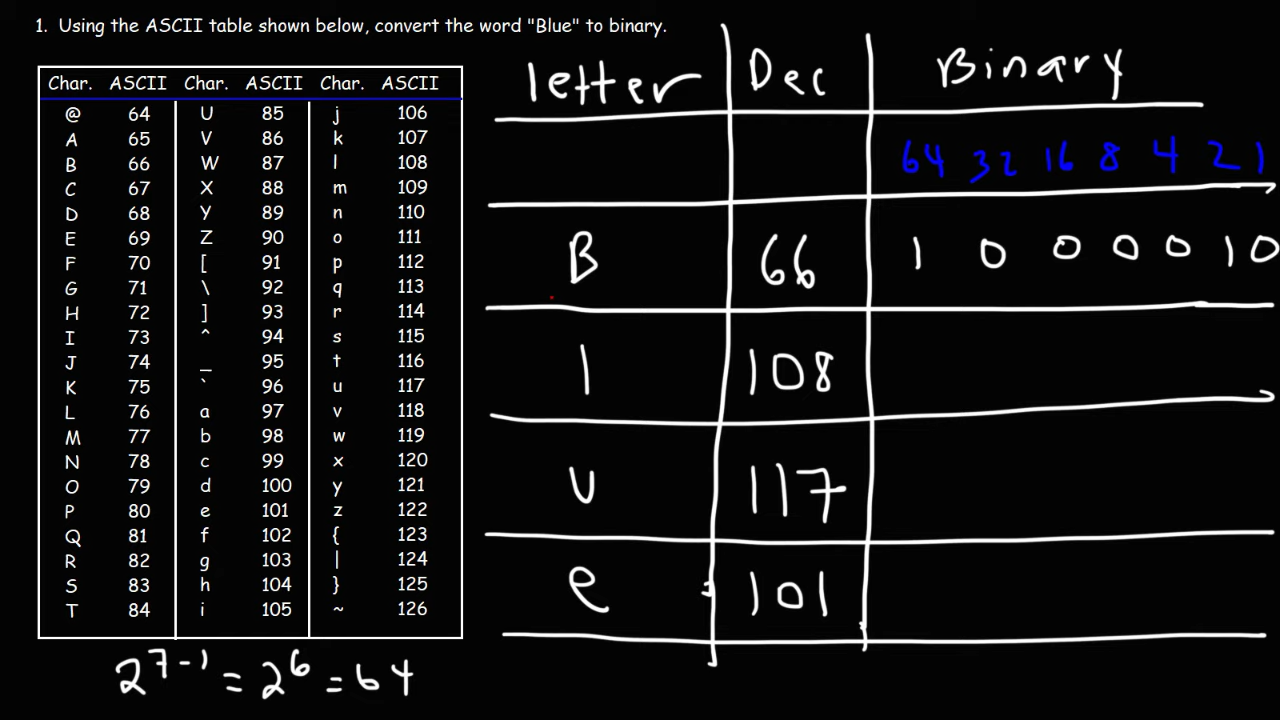 1. Using the ASCII table shown below, convert the word "Blue" to binary.
Char. ASCII Char. ASCII Char. ASCII
@ 64 U 85 j 106
A 65 V 86 k 107
B 66 W 87 l 108
C 67 X 88 m 109
D 68 Y 89 n 110
E 69 Z 90 o 111
F 70 [ 91 p 112
G 71 \ 92 q 113
H 72 ] 93 r 114
I 73 ^ 94 s 115
J 74 _ 95 t 116
K 75 ` 96 u 117
L 76 a 97 v 118
M 77 b 98 w 119
N 78 c 99 x 120
O 79 d 100 y 121
P 80 e 101 z 122
Q 81 f 102 { 123
R 82 g 103 | 124
S 83 h 104 } 125
T 84 i 105 ~ 126
2^7-1 = 2^6 = 64
letter Dec Binary
64 32 16 8 4 2 1
B 66 1 0 0 0 0 1 0
l 108
u 117
e 101